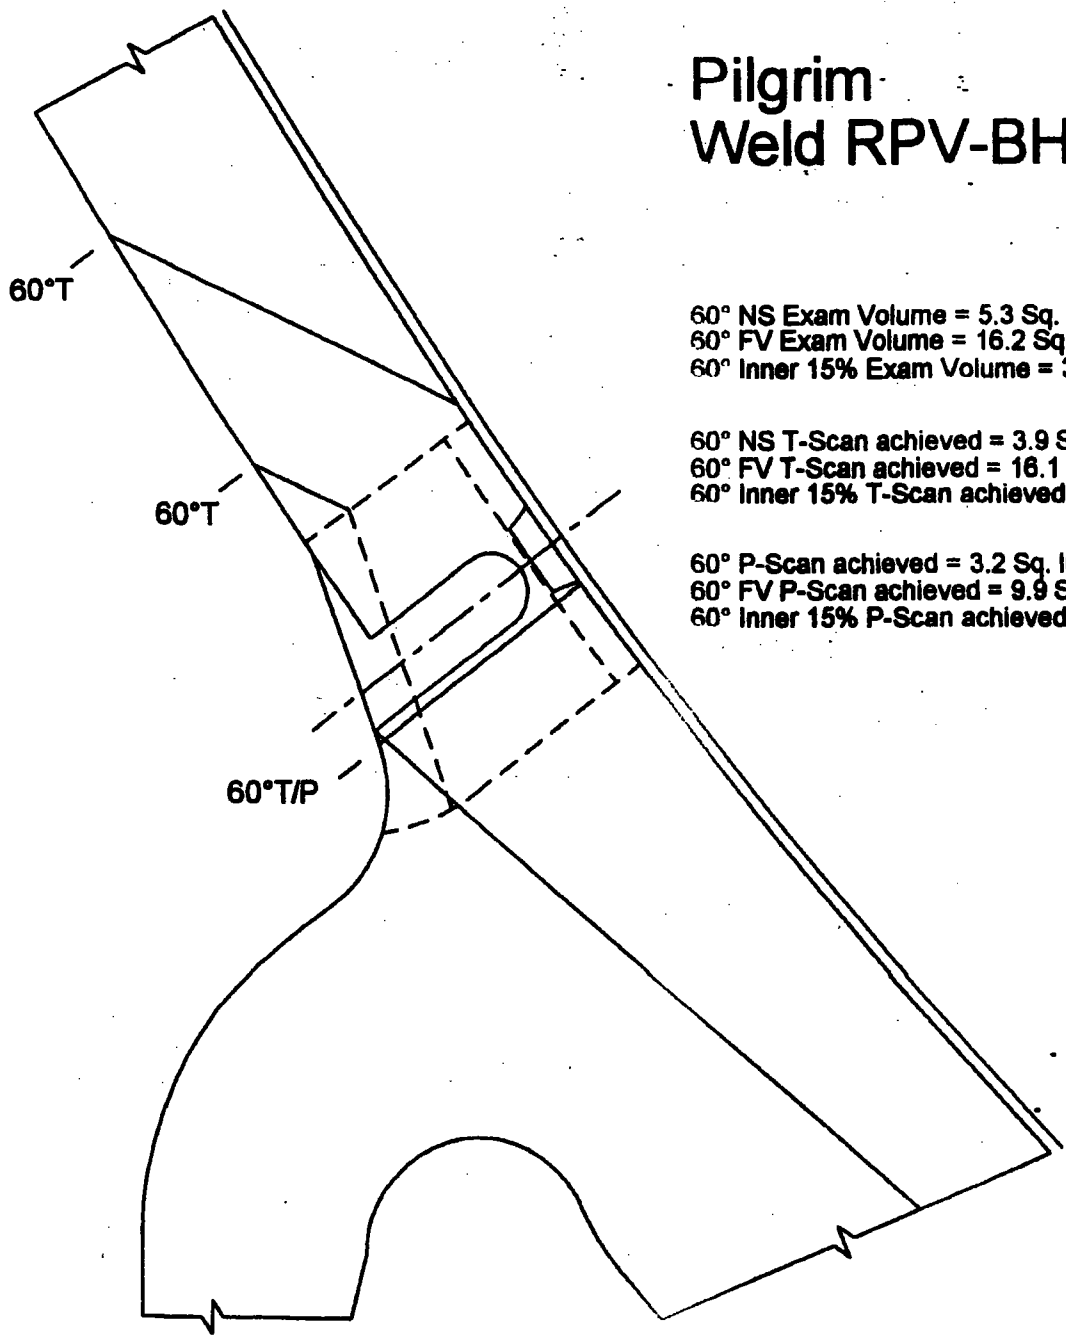 Pilgrim
Weld RPV-BH
60°T
60° NS Exam Volume = 5.3 Sq.
60° FV Exam Volume = 16.2 Sq
60° Inner 15% Exam Volume =
60° NS T-Scan achieved = 3.9 S
60° FV T-Scan achieved = 16.1
60° Inner 15% T-Scan achieved
60°T
60° P-Scan achieved = 3.2 Sq. I
60° FV P-Scan achieved = 9.9 S
60° Inner 15% P-Scan achieved
60°T/P